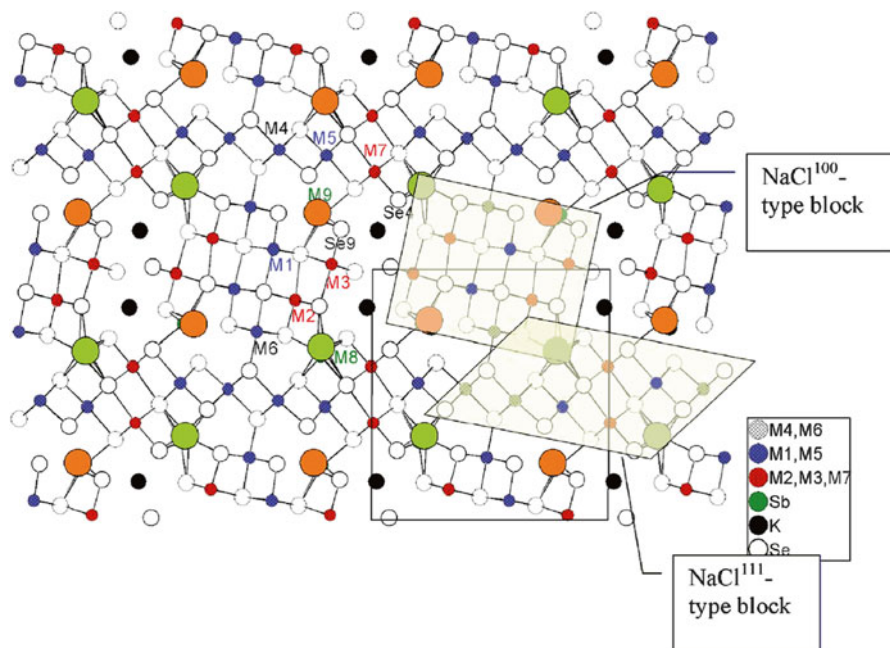 M4
M5
M7
M9
Se4
Se9
M1
M3
M2
M6
M8
NaCl¹⁰⁰-
type block
M4,M6
M1,M5
M2,M3,M7
Sb
K
Se
NaCl¹¹¹-
type block